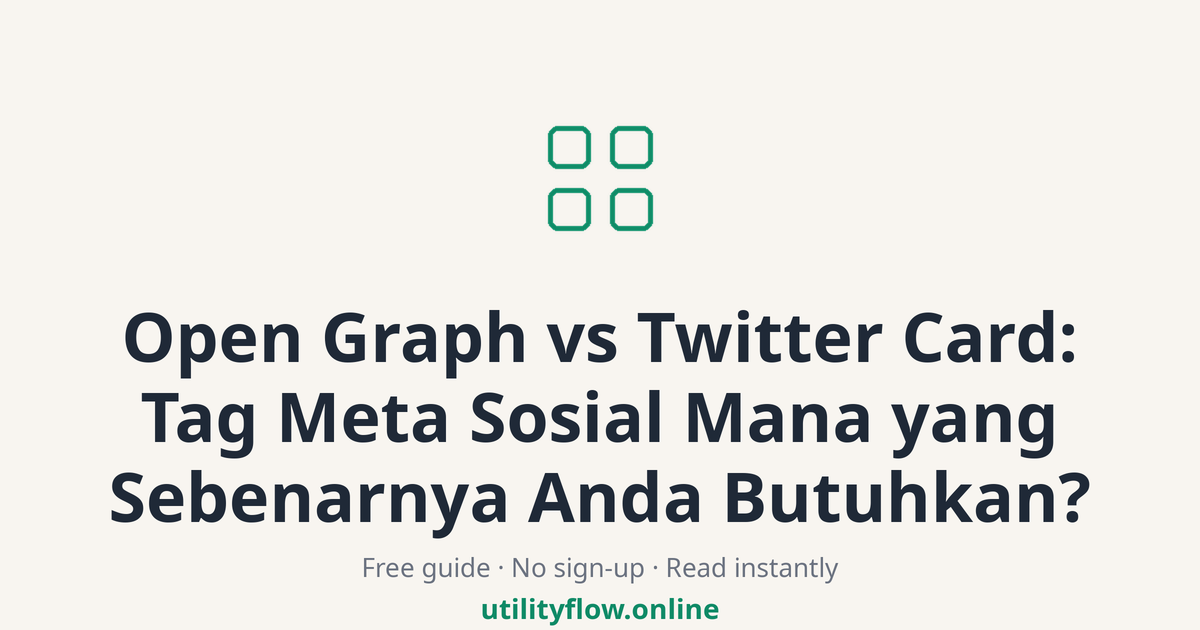 Open Graph vs Twitter Card:
Tag Meta Sosial Mana yang
Sebenarnya Anda Butuhkan?
Free guide · No sign-up · Read instantly
utilityflow.online